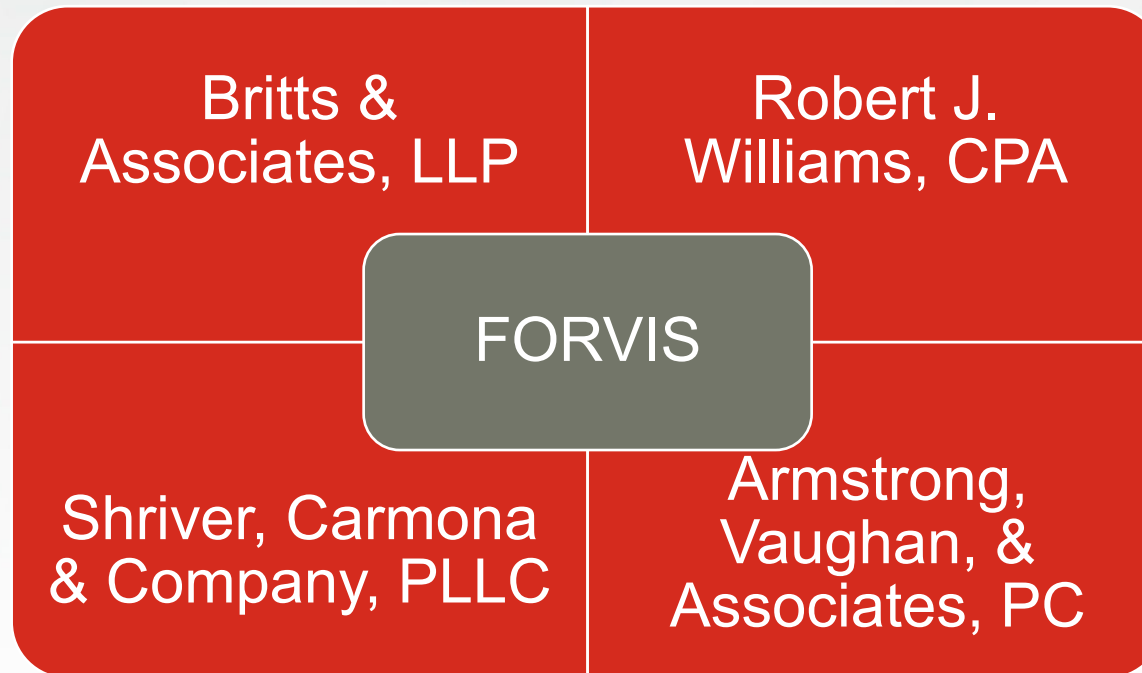 Britts &
Associates, LLP
Robert J.
Williams, CPA
FORVIS
Shriver, Carmona
& Company, PLLC
Armstrong,
Vaughan, &
Associates, PC